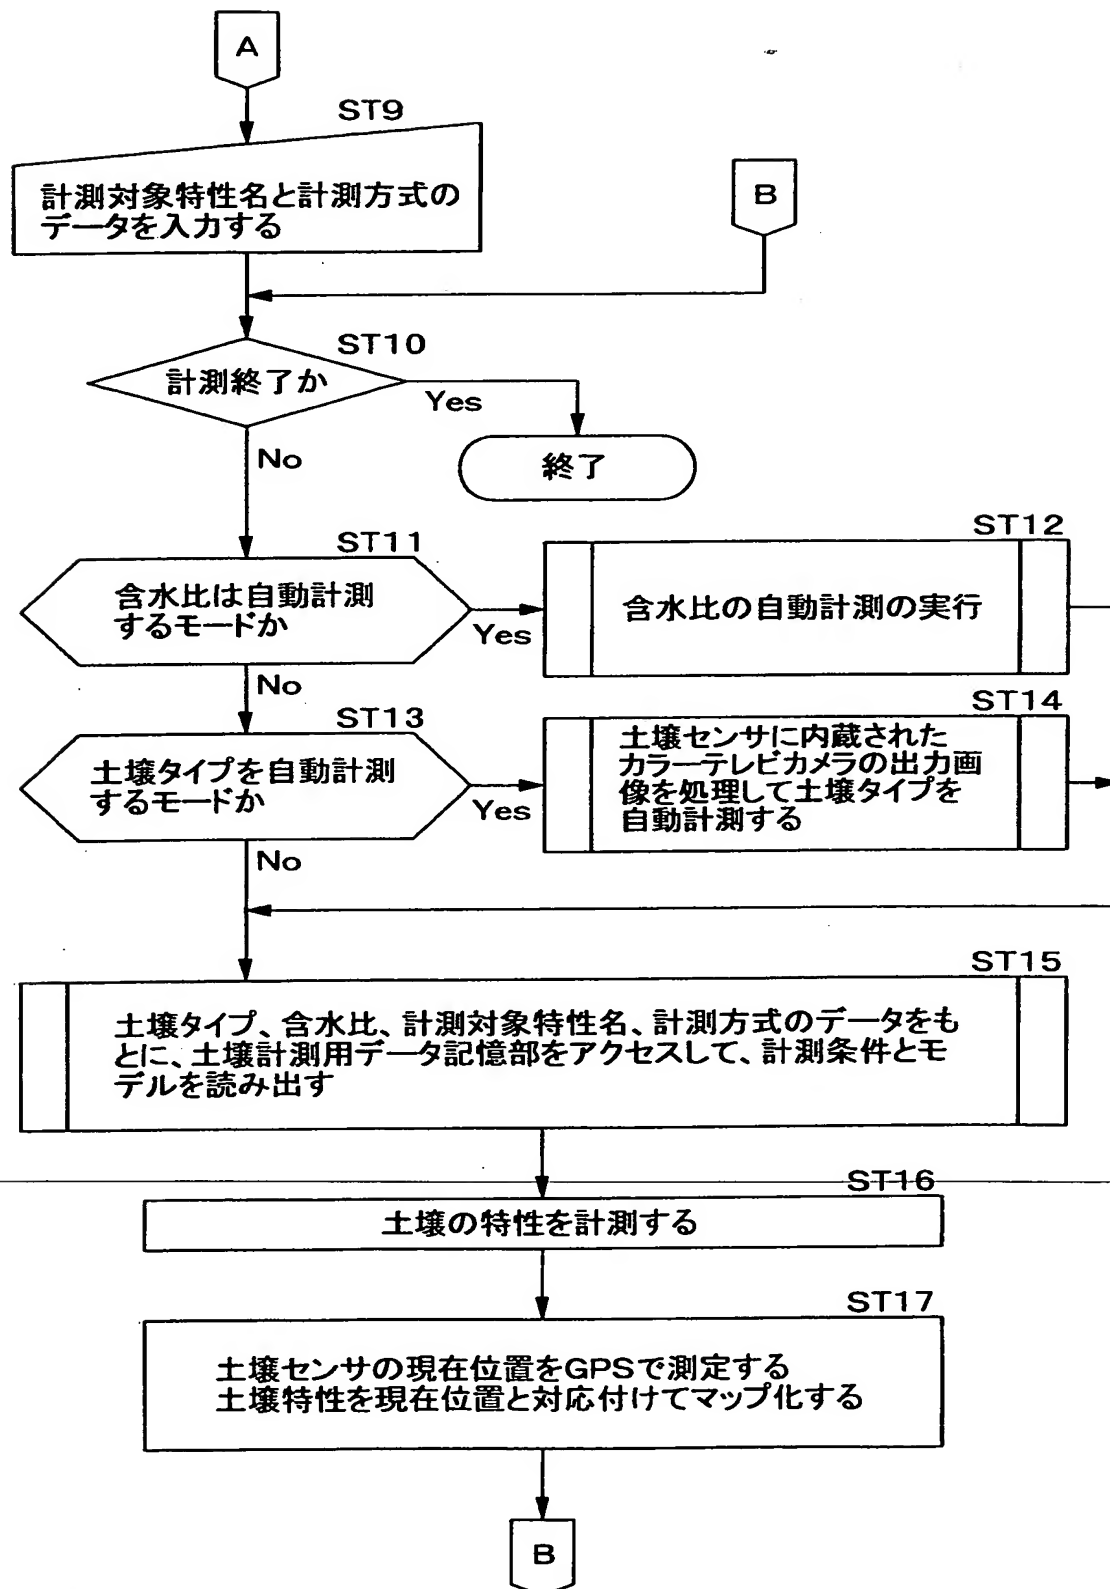 A
ST9
計測対象特性名と計測方式の
データを入力する
B
ST10
計測終了か
Yes
終了
No
ST11
含水比は自動計測
するモードか
Yes
ST12
含水比の自動計測の実行
No
ST13
土壌タイプを自動計測
するモードか
Yes
ST14
土壌センサに内蔵された
カラーテレビカメラの出力画
像を処理して土壌タイプを
自動計測する
No
ST15
土壌タイプ、含水比、計測対象特性名、計測方式のデータをも
とに、土壌計測用データ記憶部をアクセスして、計測条件とモ
デルを読み出す
ST16
土壌の特性を計測する
ST17
土壌センサの現在位置をGPSで測定する
土壌特性を現在位置と対応付けてマップ化する
B